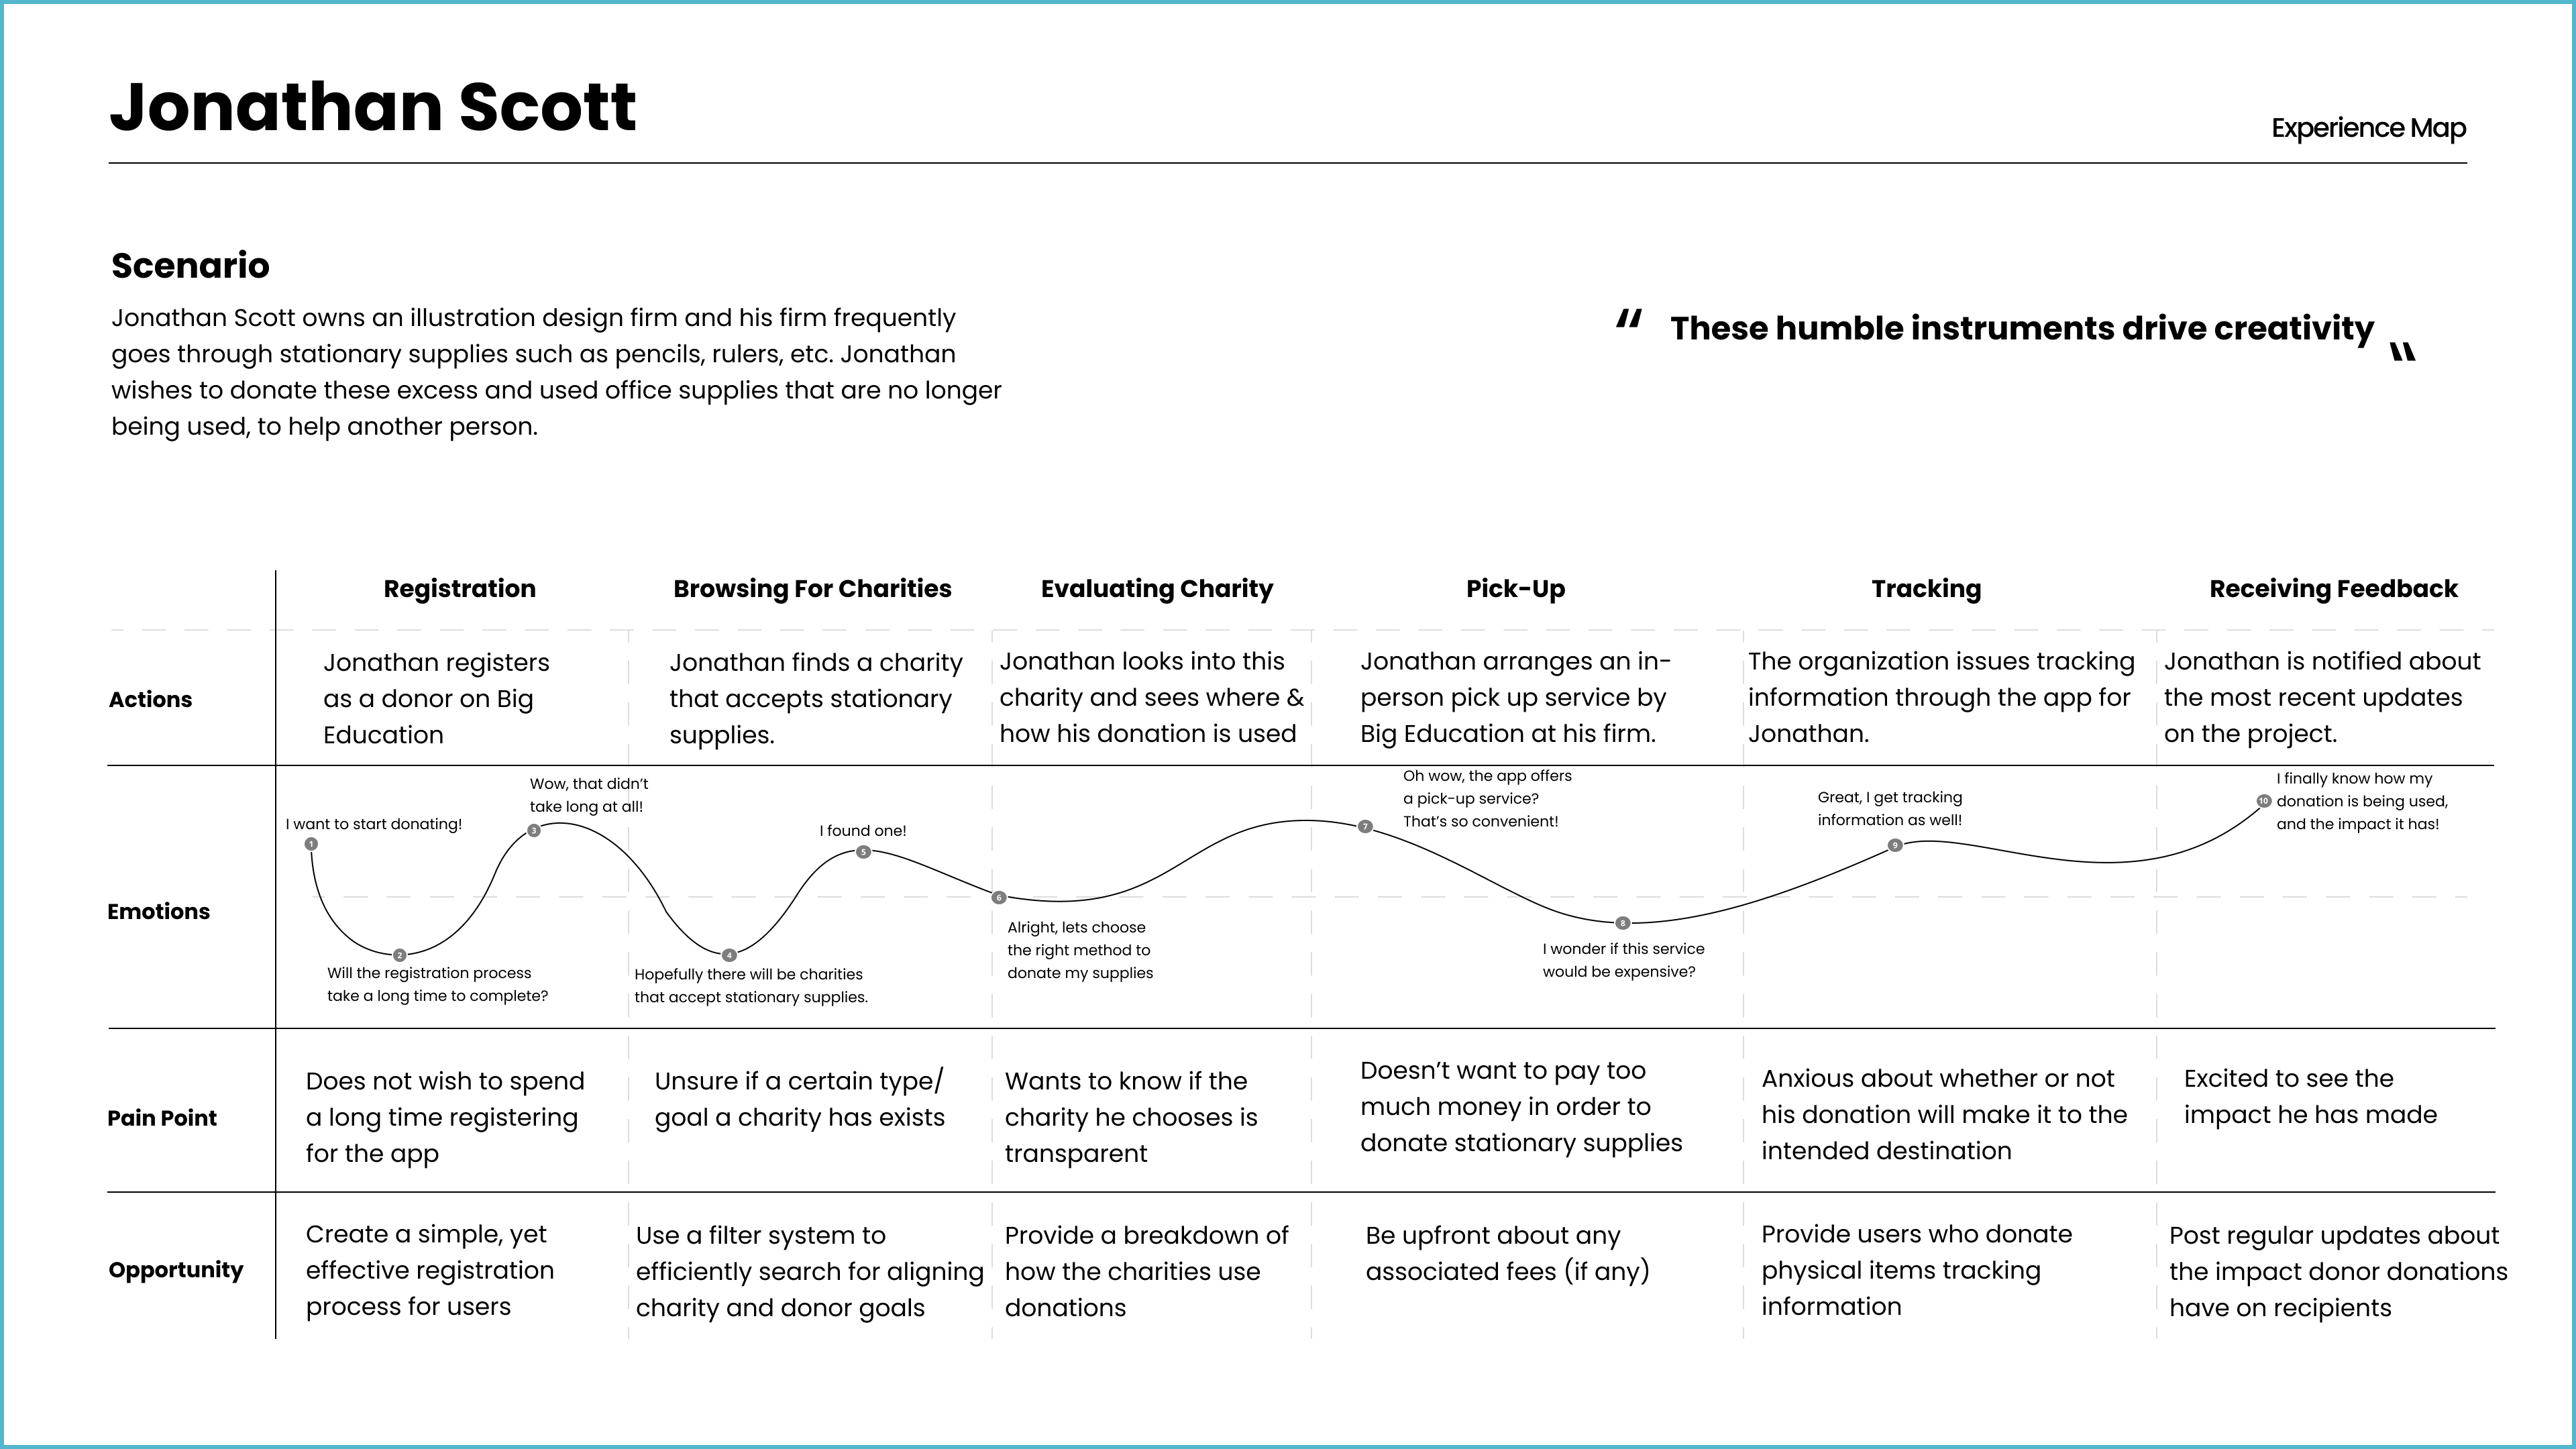 Jonathan Scott
Experience Map
Scenario
Jonathan Scott owns an illustration design firm and his firm frequently
goes through stationary supplies such as pencils, rulers, etc. Jonathan
wishes to donate these excess and used office supplies that are no longer
being used, to help another person.
“ These humble instruments drive creativity “
Registration
Browsing For Charities
Evaluating Charity
Pick-Up
Tracking
Receiving Feedback
Actions
Jonathan registers
as a donor on Big
Education
Jonathan finds a charity
that accepts stationary
supplies.
Jonathan looks into this
charity and sees where &
how his donation is used
Jonathan arranges an in-
person pick up service by
Big Education at his firm.
The organization issues tracking
information through the app for
Jonathan.
Jonathan is notified about
the most recent updates
on the project.
Emotions
I want to start donating!
1
2
Will the registration process
take a long time to complete?
Wow, that didn’t
take long at all!
3
4
Hopefully there will be charities
that accept stationary supplies.
I found one!
5
6
Alright, lets choose
the right method to
donate my supplies
7
Oh wow, the app offers
a pick-up service?
That’s so convenient!
8
I wonder if this service
would be expensive?
Great, I get tracking
information as well!
9
10
I finally know how my
donation is being used,
and the impact it has!
Pain Point
Does not wish to spend
a long time registering
for the app
Unsure if a certain type/
goal a charity has exists
Wants to know if the
charity he chooses is
transparent
Doesn’t want to pay too
much money in order to
donate stationary supplies
Anxious about whether or not
his donation will make it to the
intended destination
Excited to see the
impact he has made
Opportunity
Create a simple, yet
effective registration
process for users
Use a filter system to
efficiently search for aligning
charity and donor goals
Provide a breakdown of
how the charities use
donations
Be upfront about any
associated fees (if any)
Provide users who donate
physical items tracking
information
Post regular updates about
the impact donor donations
have on recipients